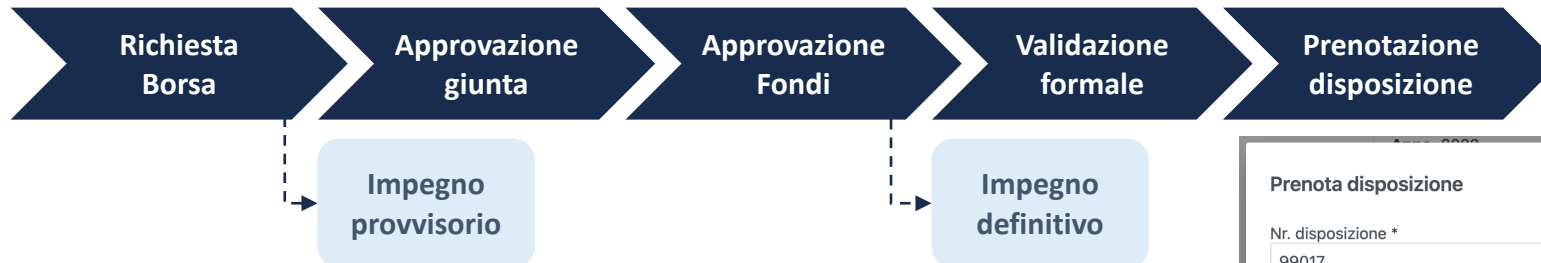 Richiesta
Borsa
Approvazione
giunta
Approvazione
Fondi
Validazione
formale
Prenotazione
disposizione
Impegno
provvisorio
Impegno
definitivo
Prenota disposizione
Nr. disposizione *
99017